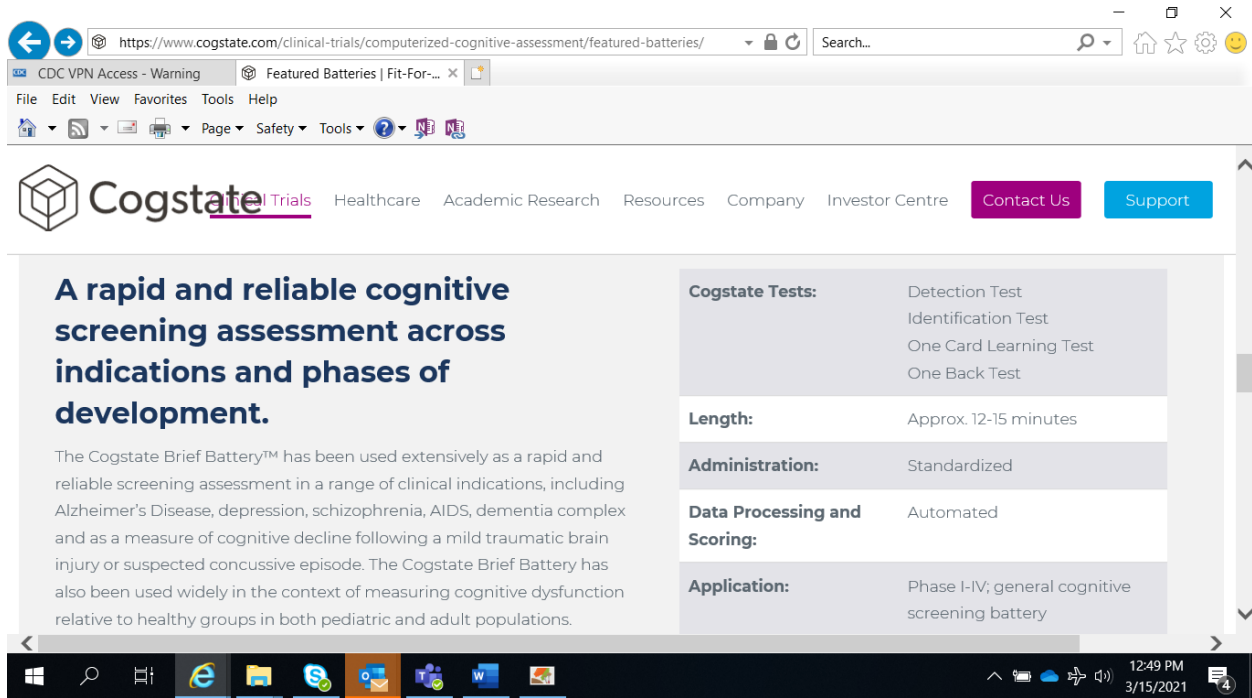 https://www.cogstate.com/clinical-trials/computerized-cognitive-assessment/featured-batteries/
Search...
CDC VPN Access - Warning
Featured Batteries | Fit-For-...
File Edit View Favorites Tools Help
Page Safety Tools
Cogstate
Clinical Trials Healthcare Academic Research Resources Company Investor Centre Contact Us Support
A rapid and reliable cognitive
screening assessment across
indications and phases of
development.
The Cogstate Brief Battery™ has been used extensively as a rapid and
reliable screening assessment in a range of clinical indications, including
Alzheimer's Disease, depression, schizophrenia, AIDS, dementia complex
and as a measure of cognitive decline following a mild traumatic brain
injury or suspected concussive episode. The Cogstate Brief Battery has
also been used widely in the context of measuring cognitive dysfunction
relative to healthy groups in both pediatric and adult populations.
Cogstate Tests: Detection Test
Identification Test
One Card Learning Test
One Back Test
Length: Approx. 12-15 minutes
Administration: Standardized
Data Processing and Automated
Scoring:
Application: Phase I-IV; general cognitive
screening battery
12:49 PM
3/15/2021
4